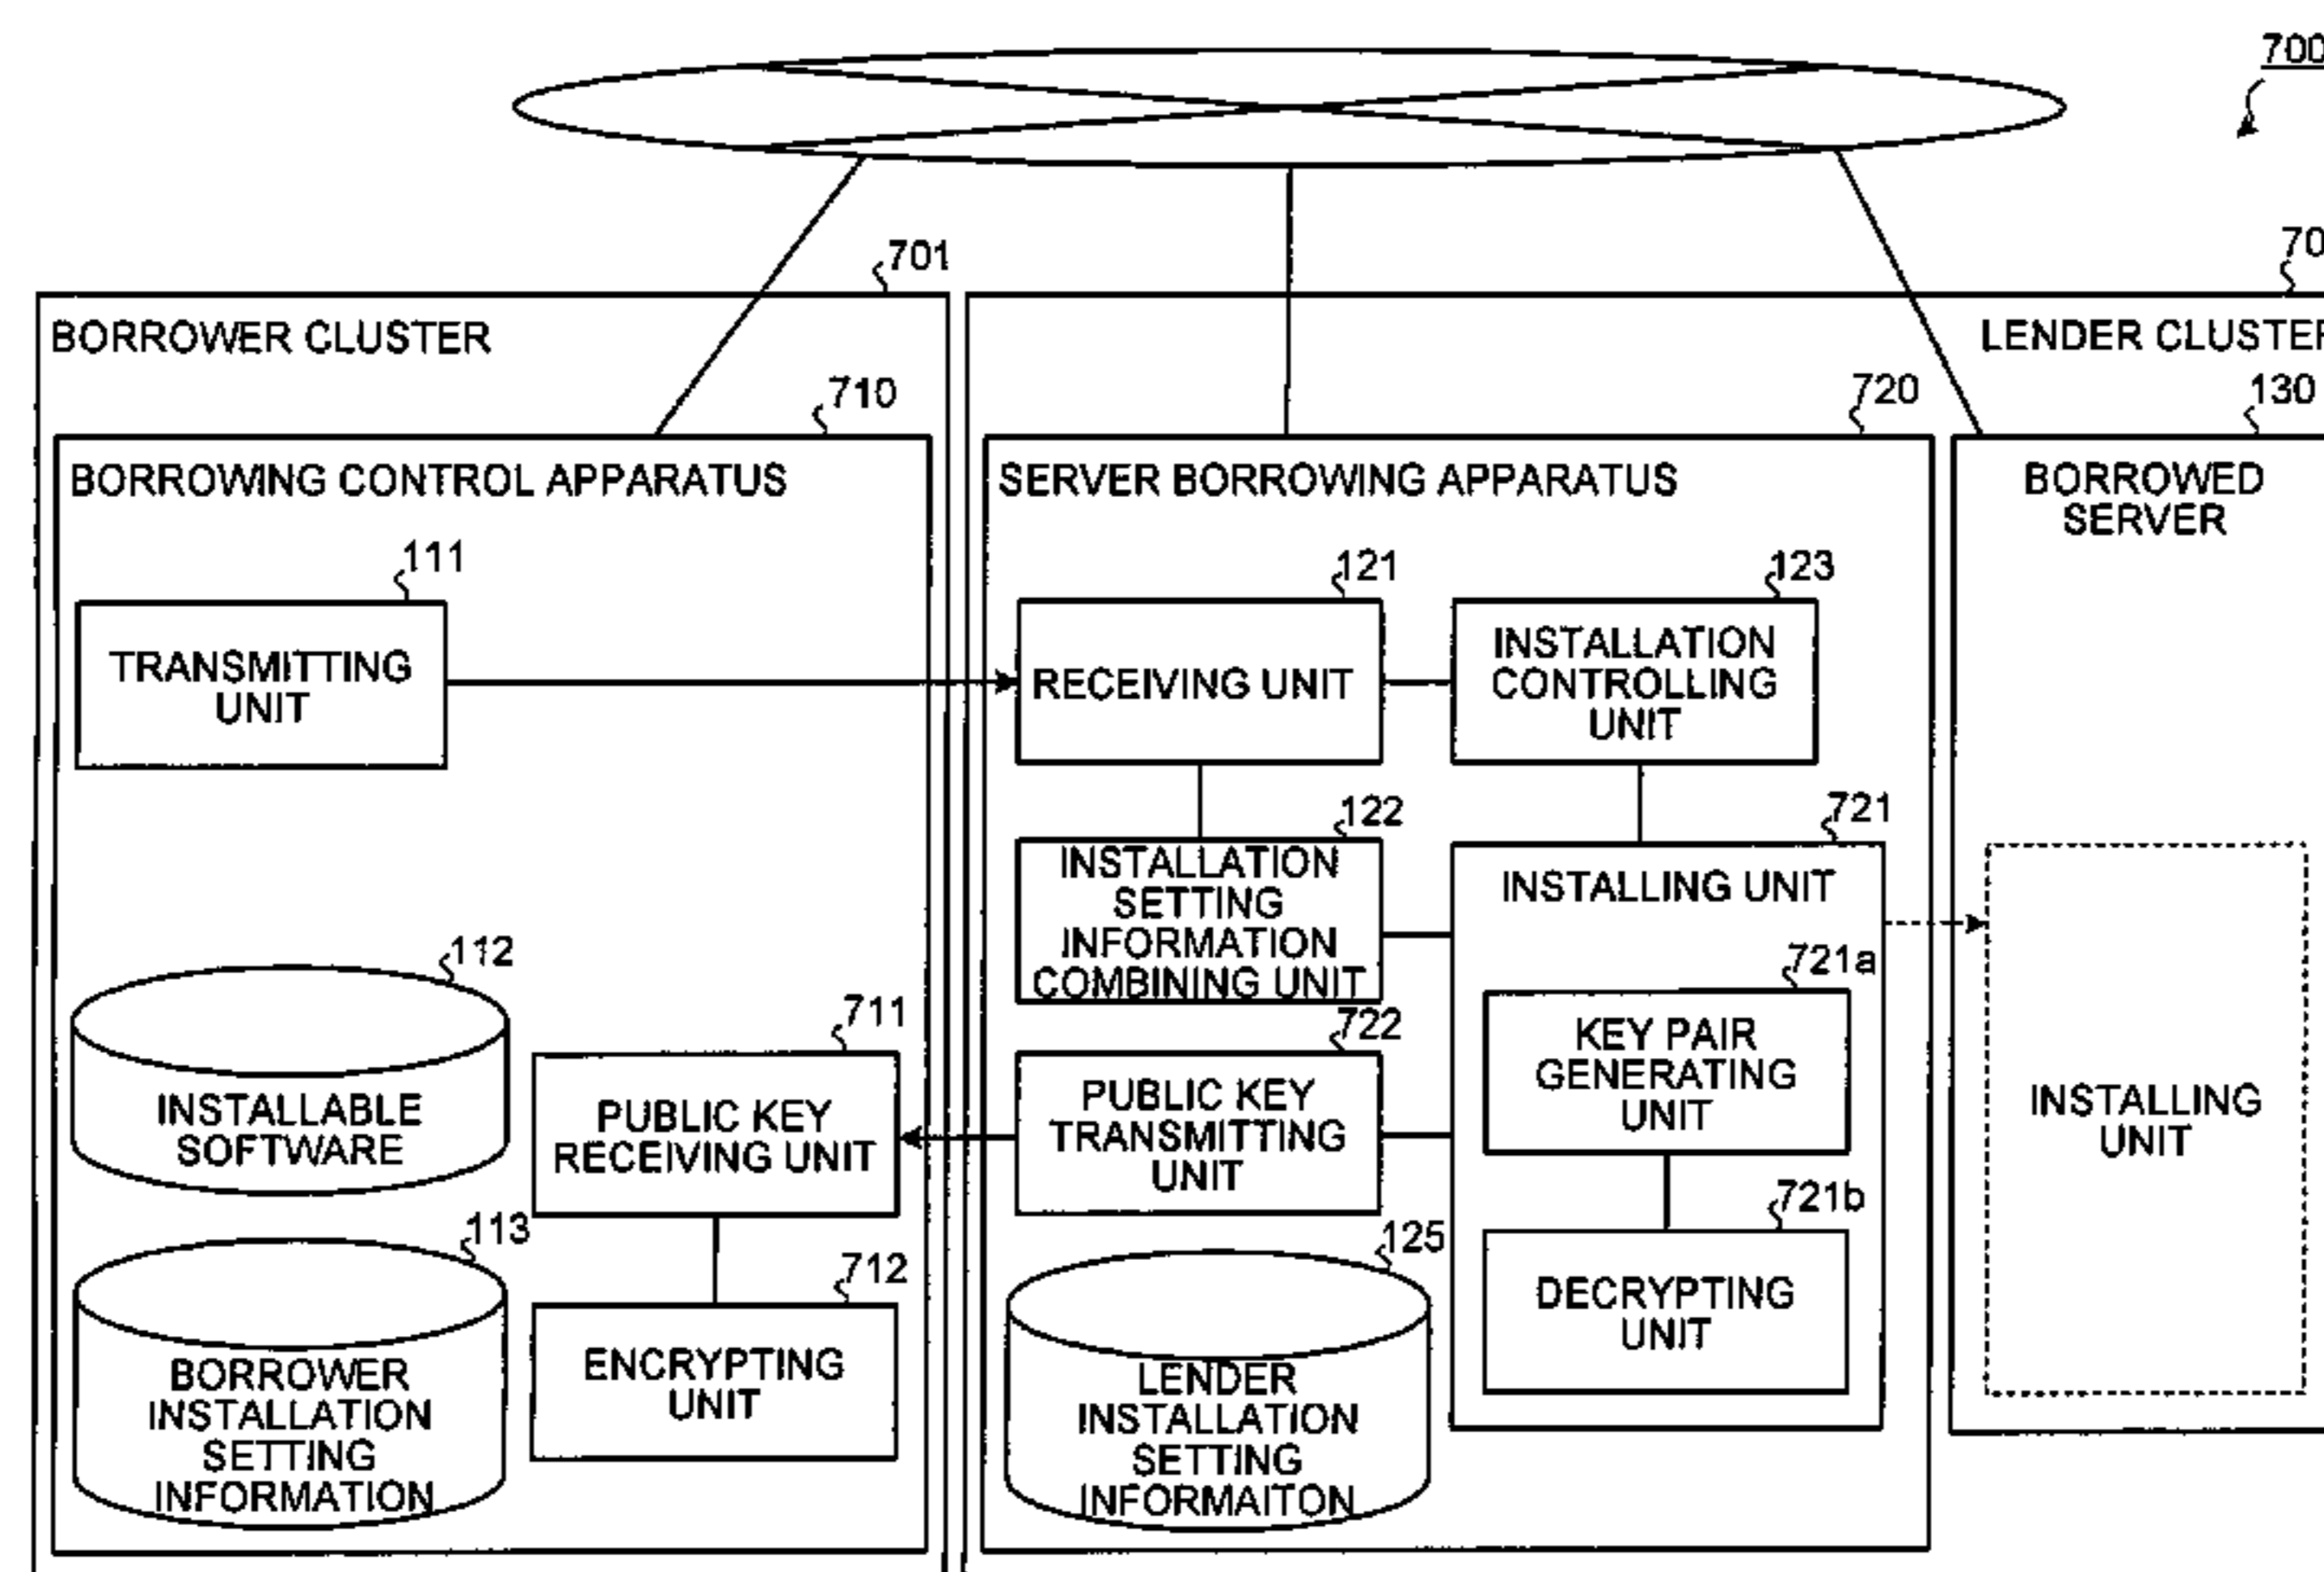 700
701
70
BORROWER CLUSTER
LENDER CLUSTER
710
720
130
BORROWING CONTROL APPARATUS
SERVER BORROWING APPARATUS
BORROWED
SERVER
111
TRANSMITTING
UNIT
121
RECEIVING UNIT
123
INSTALLATION
CONTROLLING
UNIT
122
INSTALLATION
SETTING
INFORMATION
COMBINING UNIT
721
INSTALLING UNIT
112
INSTALLABLE
SOFTWARE
711
PUBLIC KEY
RECEIVING UNIT
722
PUBLIC KEY
TRANSMITTING
UNIT
721a
KEY PAIR
GENERATING
UNIT
INSTALLING
UNIT
113
BORROWER
INSTALLATION
SETTING
INFORMATION
712
ENCRYPTING
UNIT
125
LENDER
INSTALLATION
SETTING
INFORMAITON
721b
DECRYPTING
UNIT